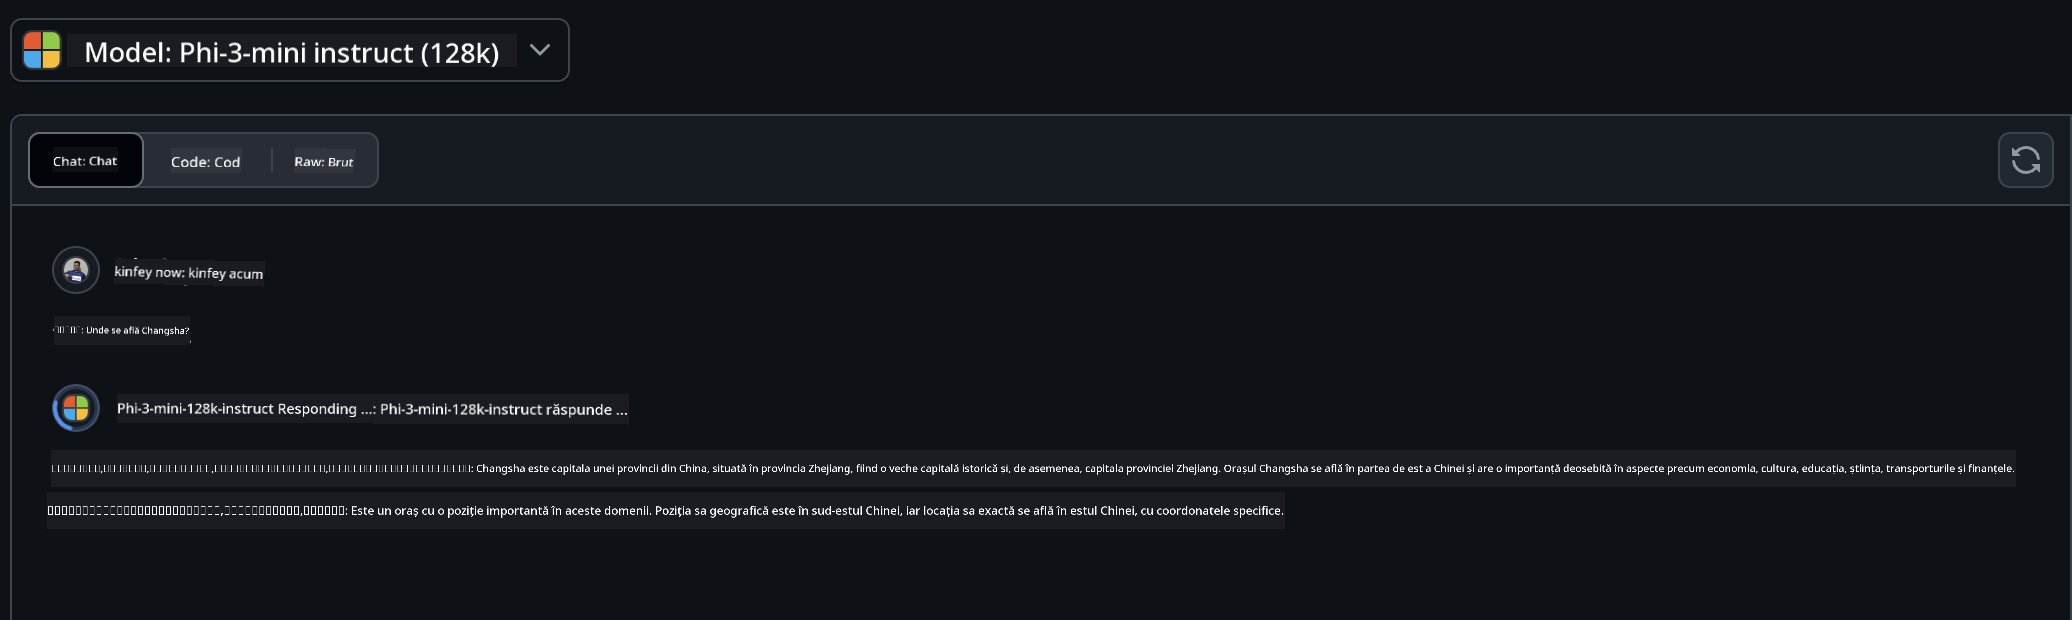 Model: Phi-3-mini instruct (128k)
Chat: Chat
Code: Cod
Raw: Brut
kinfey now: kinfey acum
: Unde se află Changsha?
Phi-3-mini-128k-instruct Responding ...: Phi-3-mini-128k-instruct răspunde ...
: Changsha este capitala unei provincii din China, situată în provincia Zhejiang, fiind o veche capitală istorică și, de asemenea, capitala provinciei Zhejiang. Orașul Changsha se află în partea de est a Chinei și are o importanță deosebită în aspecte precum economia, cultura, educația, știința, transporturile și finanțele.
: Este un oraș cu o poziție importantă în aceste domenii. Poziția sa geografică este în sud-estul Chinei, iar locația sa exactă se află în estul Chinei, cu coordonatele specifice.